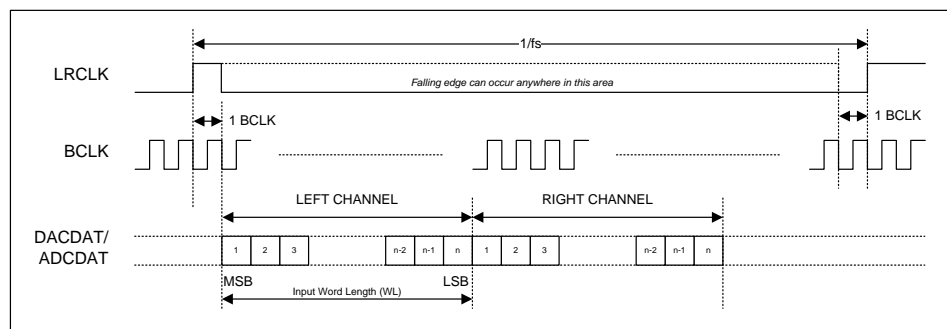 1/fs
LRCLK
Falling edge can occur anywhere in this area
1 BCLK
1 BCLK
BCLK
LEFT CHANNEL
RIGHT CHANNEL
DACDAT/
ADCDAT
1 2 3 n-2 n-1 n 1 2 3 n-2 n-1 n
MSB
LSB
Input Word Length (WL)